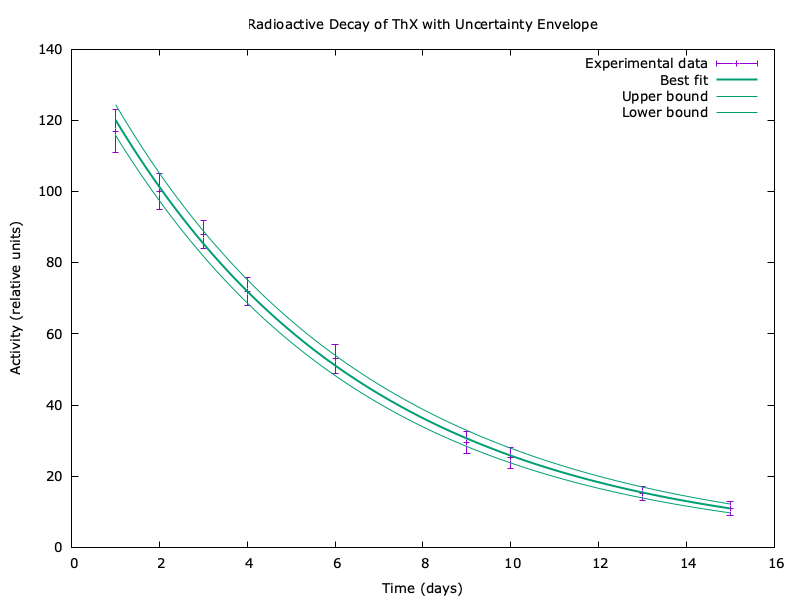 Radioactive Decay of ThX with Uncertainty Envelope
140
120
100
80
60
40
20
0
Activity (relative units)
Experimental data
Best fit
Upper bound
Lower bound
0 2 4 6 8 10 12 14 16
Time (days)